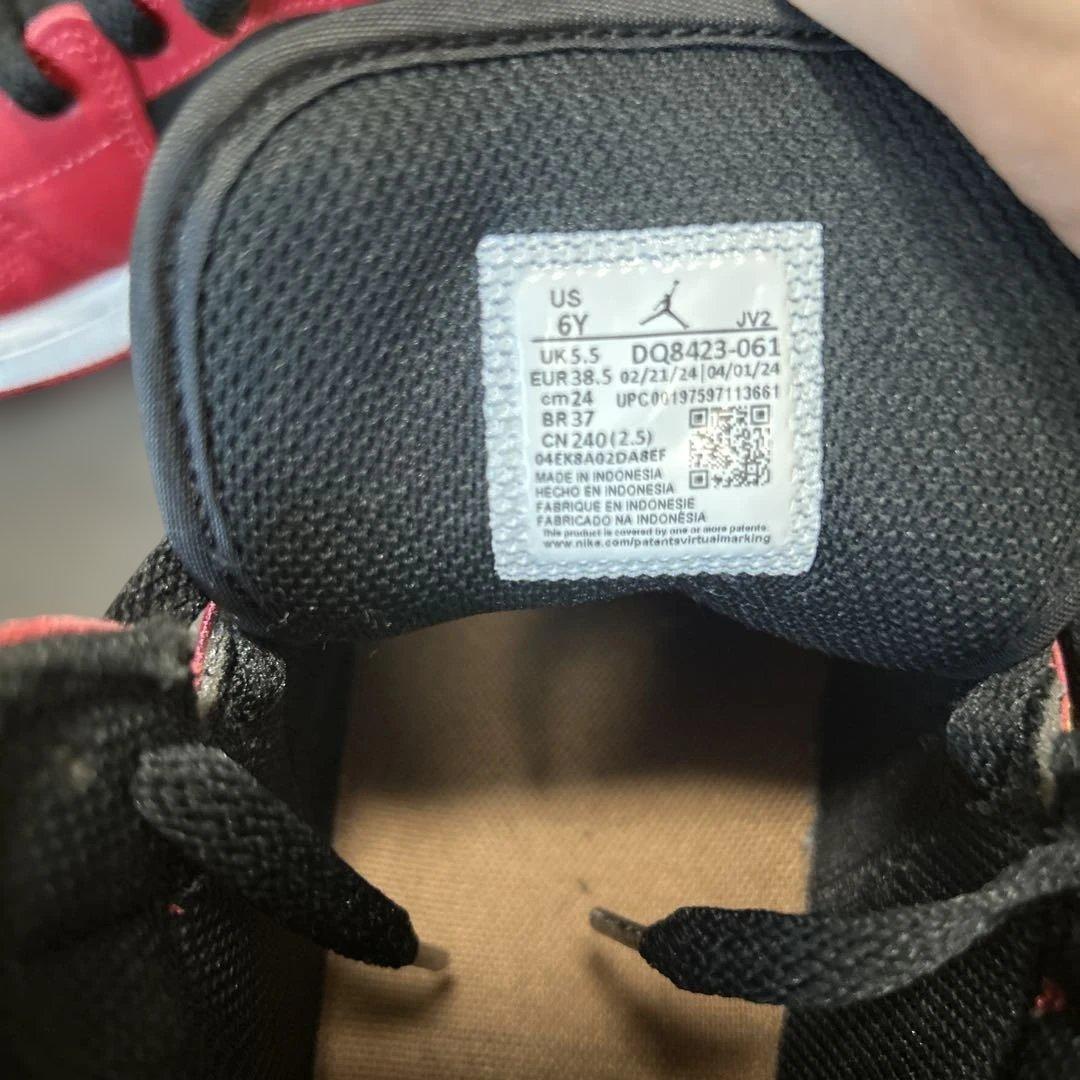 US
6Y JV2
UK 5.5 DQ8423-061
EUR 38.5 02/21/24|04/01/24
cm 24 UPC 00197597113661
BR 37
CN 240 (2.5)
04EK8A02DA8EF
MADE IN INDONESIA
HECHO EN INDONESIA
FABRIQUE EN INDONESIE
FABRICADO NA INDONÉSIA
This product is covered by one or more patents.
www.nike.com/patentsvirtualmarking